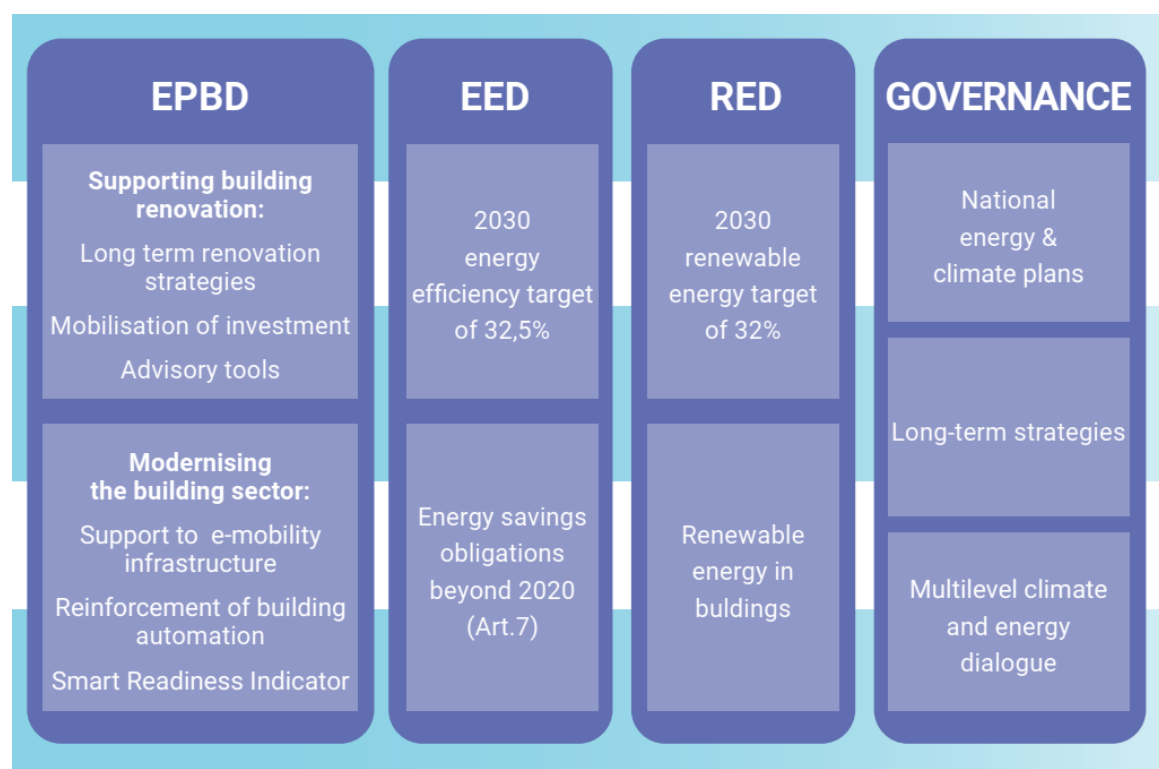 EPBD
Supporting building
renovation:
Long term renovation
strategies
Mobilisation of investment
Advisory tools
Modernising
the building sector:
Support to e-mobility
infrastructure
Reinforcement of building
automation
Smart Readiness Indicator
EED
2030
energy
efficiency target
of 32,5%
Energy savings
obligations
beyond 2020
(Art.7)
RED
2030
renewable
energy target
of 32%
Renewable
energy in
buldings
GOVERNANCE
National
energy &
climate plans
Long-term strategies
Multilevel climate
and energy
dialogue